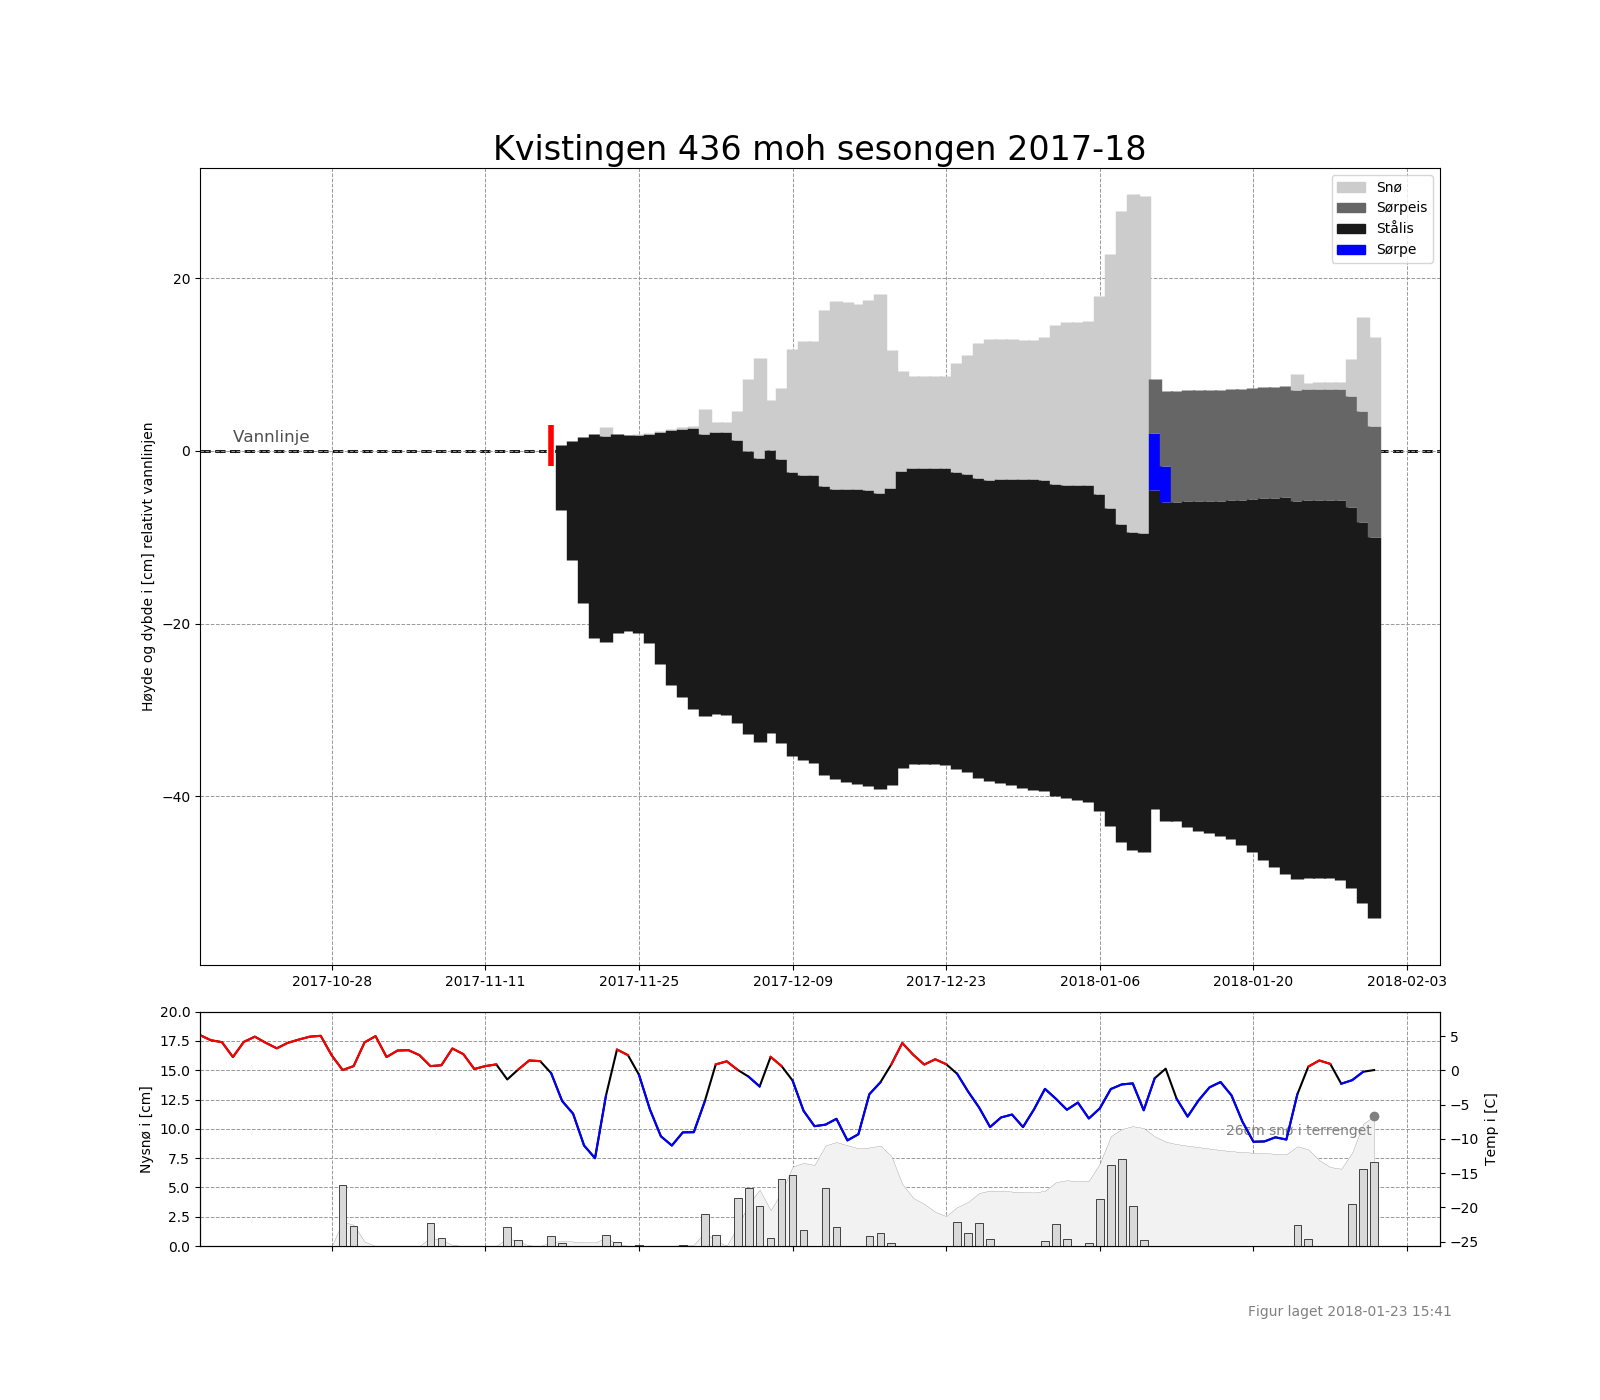 Kvistingen 436 moh sesongen 2017-18
Snø
Sørpeis
Stålis
Sørpe
Vannlinje
Høyde og dybde i [cm] relativt vannlinjen
20
0
−20
−40
2017-10-28 2017-11-11 2017-11-25 2017-12-09 2017-12-23 2018-01-06 2018-01-20 2018-02-03
Nysnø i [cm]
20.0
17.5
15.0
12.5
10.0
7.5
5.0
2.5
0.0
26cm snø i terrenget
5
0
−5
−10
−15
−20
−25
Temp i [C]
Figur laget 2018-01-23 15:41